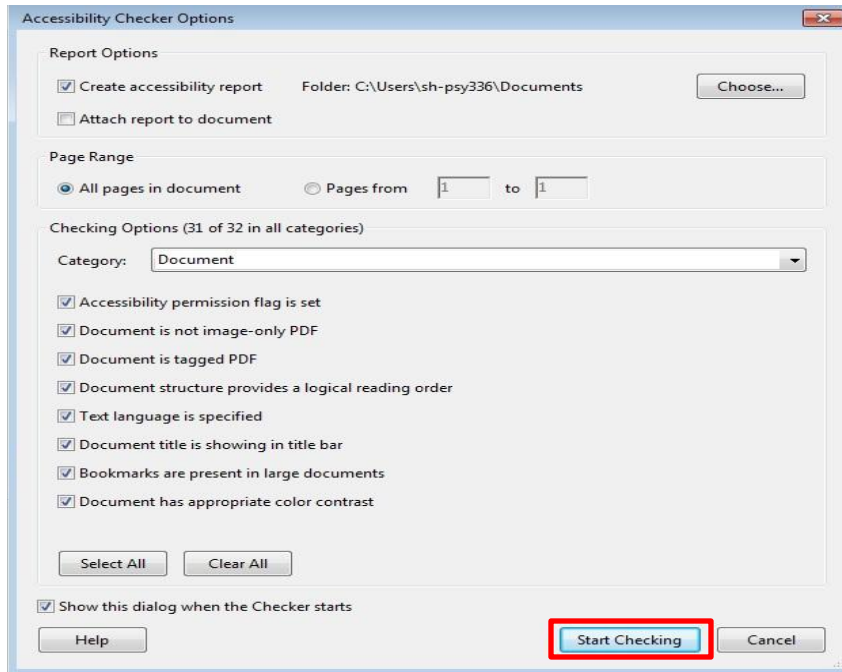 Accessibility Checker Options
Report Options
Create accessibility report Folder: C:\Users\sh-psy336\Documents Choose...
Attach report to document
Page Range
All pages in document Pages from 1 to 1
Checking Options (31 of 32 in all categories)
Category: Document
Accessibility permission flag is set
Document is not image-only PDF
Document is tagged PDF
Document structure provides a logical reading order
Text language is specified
Document title is showing in title bar
Bookmarks are present in large documents
Document has appropriate color contrast
Select All Clear All
Show this dialog when the Checker starts
Help Start Checking Cancel